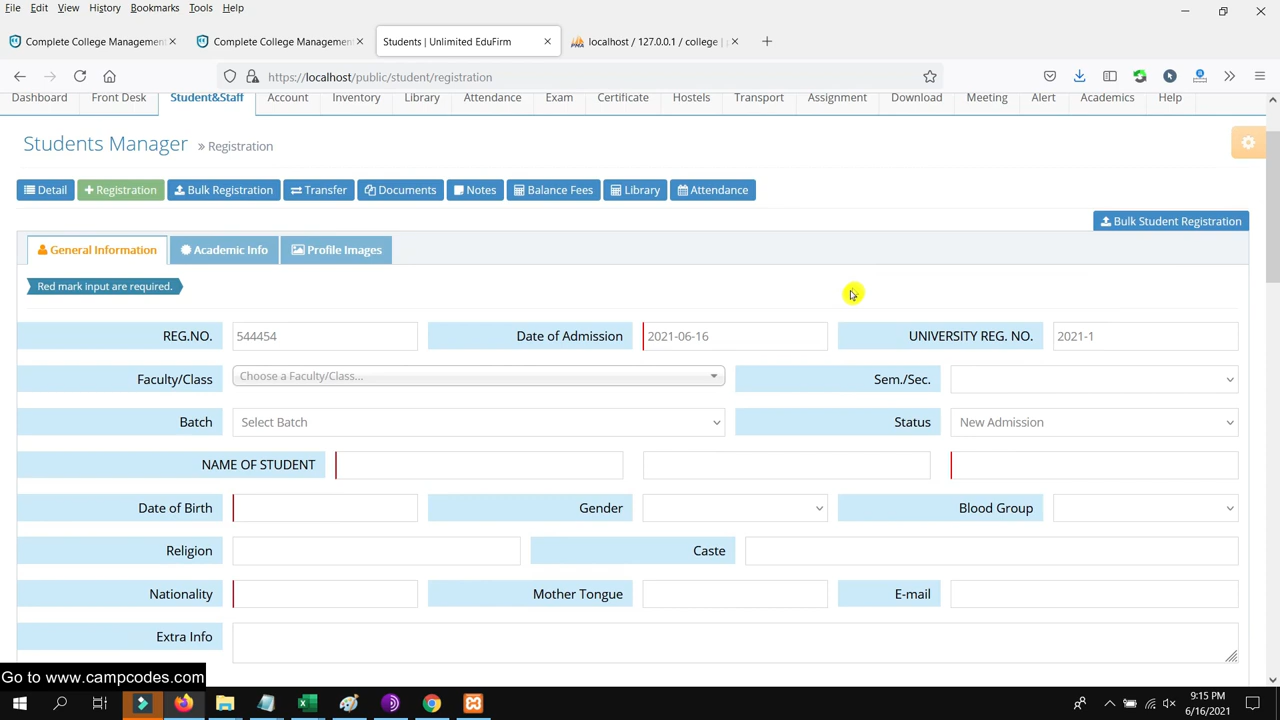 File Edit View History Bookmarks Tools Help
Complete College Management
Complete College Management
Students | Unlimited EduFirm
localhost / 127.0.0.1 / college |
https://localhost/public/student/registration
Dashboard Front Desk Student&Staff Account Inventory Library Attendance Exam Certificate Hostels Transport Assignment Download Meeting Alert Academics Help
Students Manager » Registration
Detail Registration Bulk Registration Transfer Documents Notes Balance Fees Library Attendance
Bulk Student Registration
General Information Academic Info Profile Images
Red mark input are required.
REG.NO. 544454 Date of Admission 2021-06-16 UNIVERSITY REG. NO. 2021-1
Faculty/Class Choose a Faculty/Class... Sem./Sec.
Batch Select Batch Status New Admission
NAME OF STUDENT
Date of Birth Gender Blood Group
Religion Caste
Nationality Mother Tongue E-mail
Extra Info
Go to www.campcodes.com
9:15 PM
6/16/2021